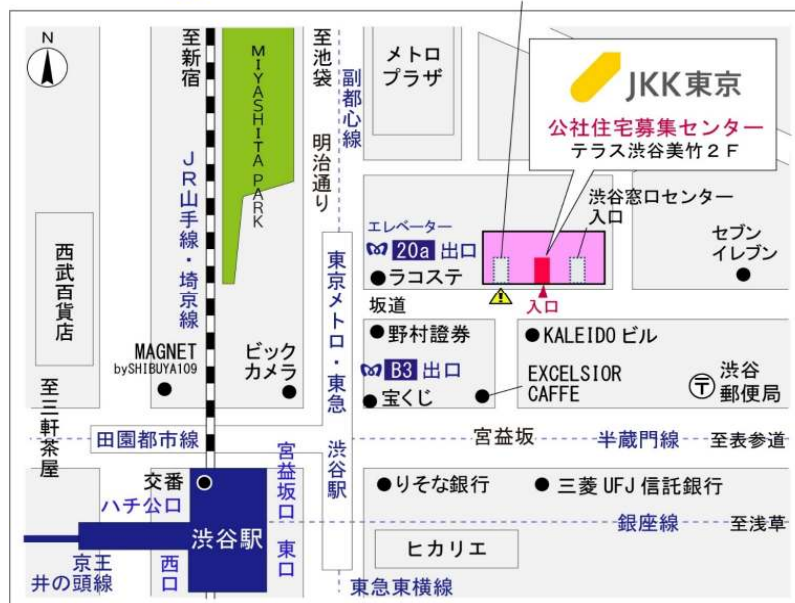 N
至新宿
MIYASHITA PARK
至池袋
副都心線
明治通り
メトロ
プラザ
JKK東京
公社住宅募集センター
テラス渋谷美竹2F
JR山手線・埼京線
エレベーター
20a 出口
ラコステ
渋谷窓口センター
入口
セブン
イレブン
西武百貨店
東京メトロ・東急 渋谷駅
入口
坂道
野村證券
KALEIDOビル
MAGNET
bySHIBUYA109
ビック
カメラ
B3 出口
宝くじ
EXCELSIOR
CAFFE
渋谷
郵便局
至三軒茶屋
田園都市線
宮益坂
半蔵門線
至表参道
交番
ハチ公口
宮益坂口
りそな銀行
三菱UFJ信託銀行
渋谷駅
銀座線
至浅草
京王
井の頭線
西口
東口
ヒカリエ
東急東横線